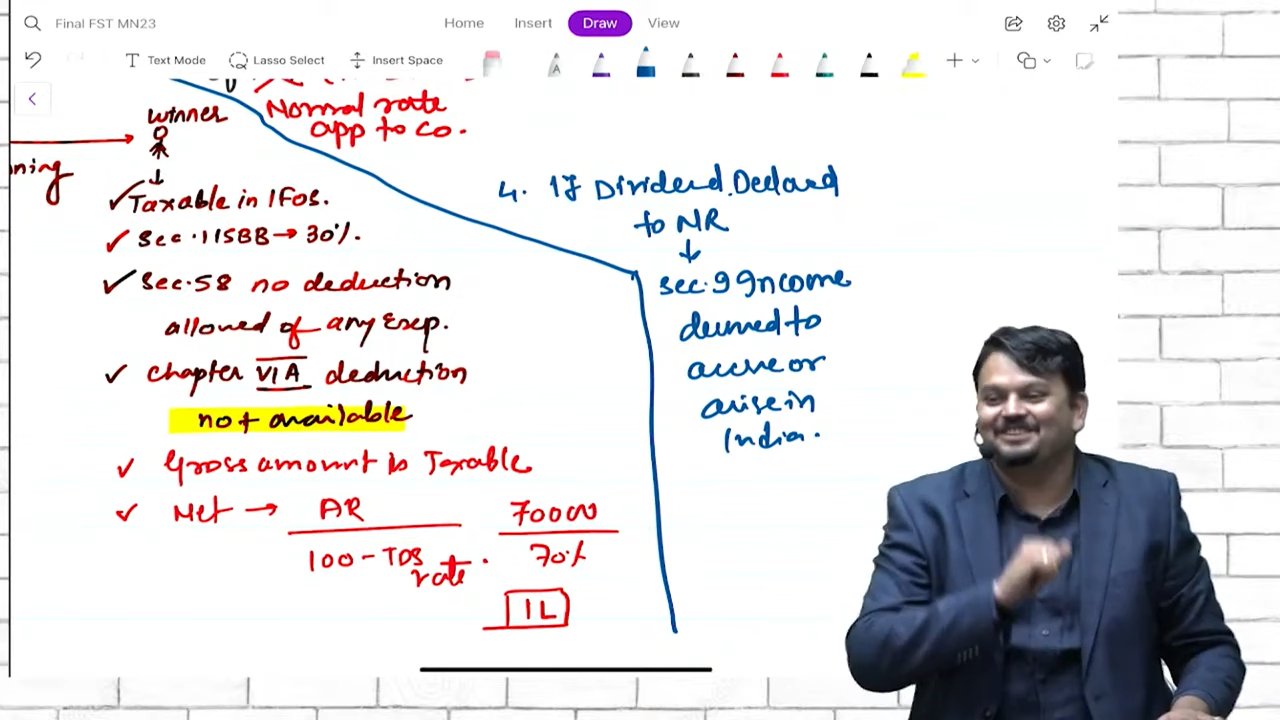 Final FST MN23
Home Insert Draw View
Text Mode Lasso Select Insert Space
Normal rate
app to co.
winner
ning
Taxable in IFOS.
Sec.115BB → 30%.
Sec.58 no deduction
allowed of any Exep.
chapter VIA deduction
not available
Gross amount is Taxable
Net → AR 70000
100 - TDS rate. 70%
1L
4. If Dividend Declared
to NR
↓
sec.9 Income
deemed to
accrue or
arise in
India.